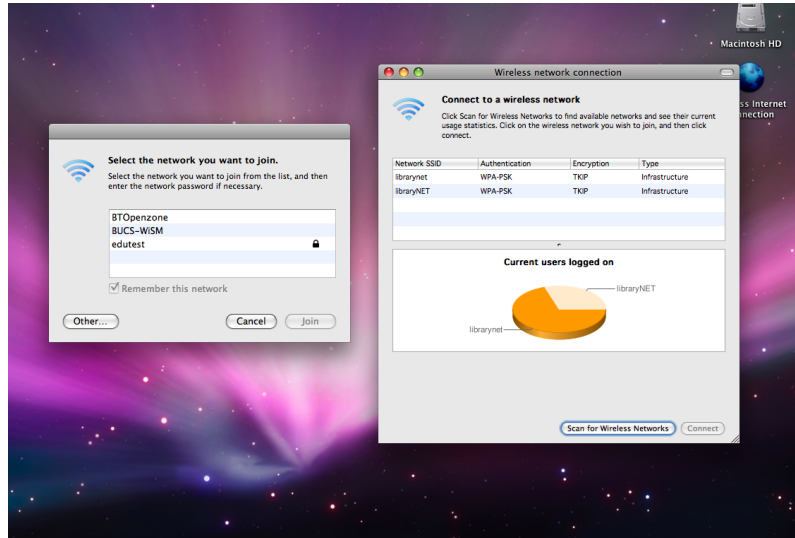 Macintosh HD
ss Internet
nnection
Select the network you want to join.
Select the network you want to join from the list, and then
enter the network password if necessary.
BTOpenzone
BUCS-WiSM
edutest
Remember this network
Other...
Cancel
Join
Wireless network connection
Connect to a wireless network
Click Scan for Wireless Networks to find available networks and see their current
usage statistics. Click on the wireless network you wish to join, and then click
connect.
Network SSID Authentication Encryption Type
librarynet WPA-PSK TKIP Infrastructure
libraryNET WPA-PSK TKIP Infrastructure
Current users logged on
libraryNET
librarynet
Scan for Wireless Networks
Connect